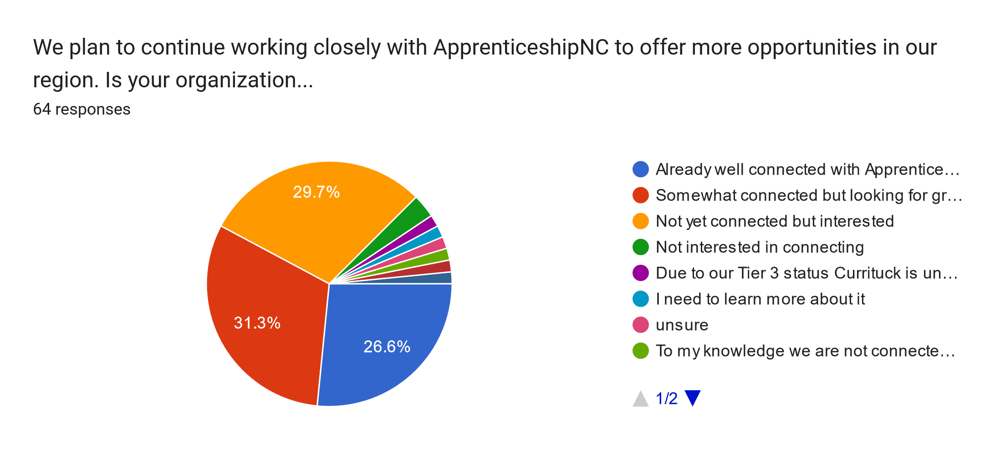 We plan to continue working closely with ApprenticeshipNC to offer more opportunities in our
region. Is your organization...
64 responses
29.7%
31.3%
26.6%
Already well connected with Apprentice…
Somewhat connected but looking for gr…
Not yet connected but interested
Not interested in connecting
Due to our Tier 3 status Currituck is un…
I need to learn more about it
unsure
To my knowledge we are not connecte…
1/2